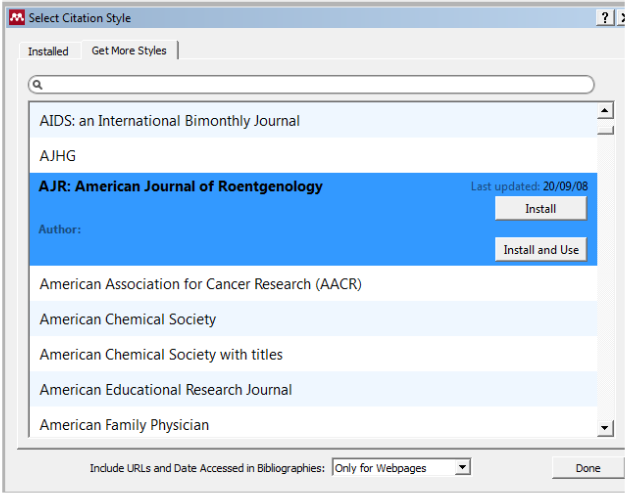 Select Citation Style
Installed Get More Styles
AIDS: an International Bimonthly Journal
AJHG
AJR: American Journal of Roentgenology Last updated: 20/09/08
Install
Author:
Install and Use
American Association for Cancer Research (AACR)
American Chemical Society
American Chemical Society with titles
American Educational Research Journal
American Family Physician
Include URLs and Date Accessed in Bibliographies: Only for Webpages Done